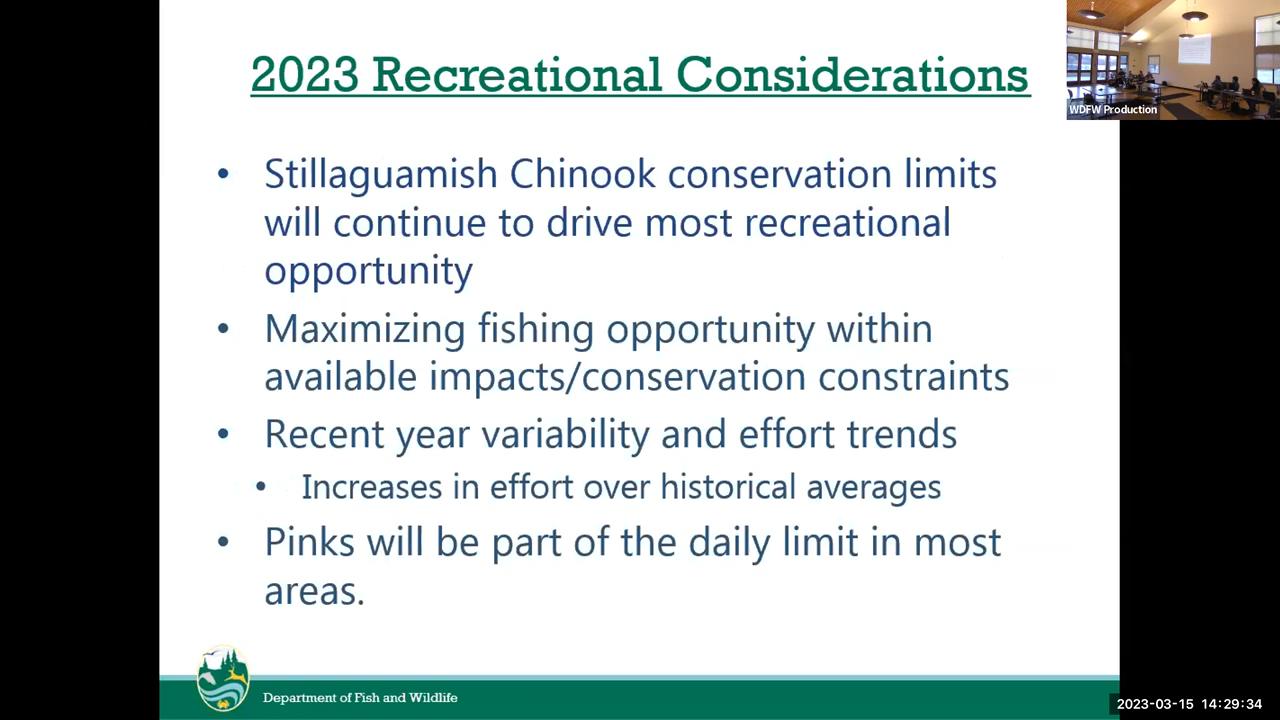 2023 Recreational Considerations
WDFW Production
• Stillaguamish Chinook conservation limits
will continue to drive most recreational
opportunity
• Maximizing fishing opportunity within
available impacts/conservation constraints
• Recent year variability and effort trends
• Increases in effort over historical averages
• Pinks will be part of the daily limit in most
areas.
Department of Fish and Wildlife
2023-03-15 14:29:34